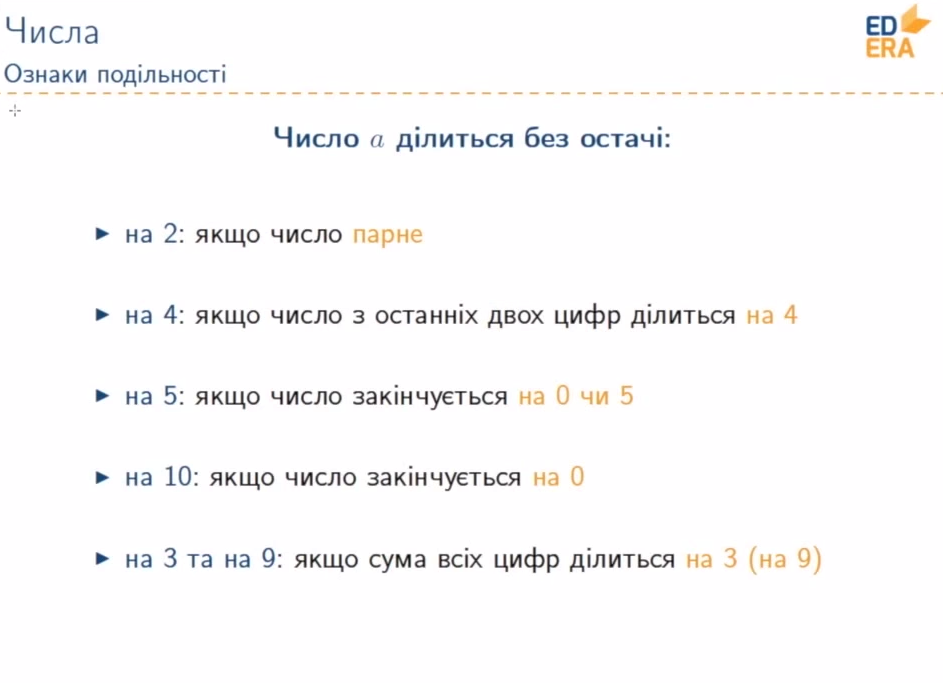 Числа
ED
ERA
Ознаки подільності
Число a ділиться без остачі:
► на 2: якщо число парне
► на 4: якщо число з останніх двох цифр ділиться на 4
► на 5: якщо число закінчується на 0 чи 5
► на 10: якщо число закінчується на 0
► на 3 та на 9: якщо сума всіх цифр ділиться на 3 (на 9)